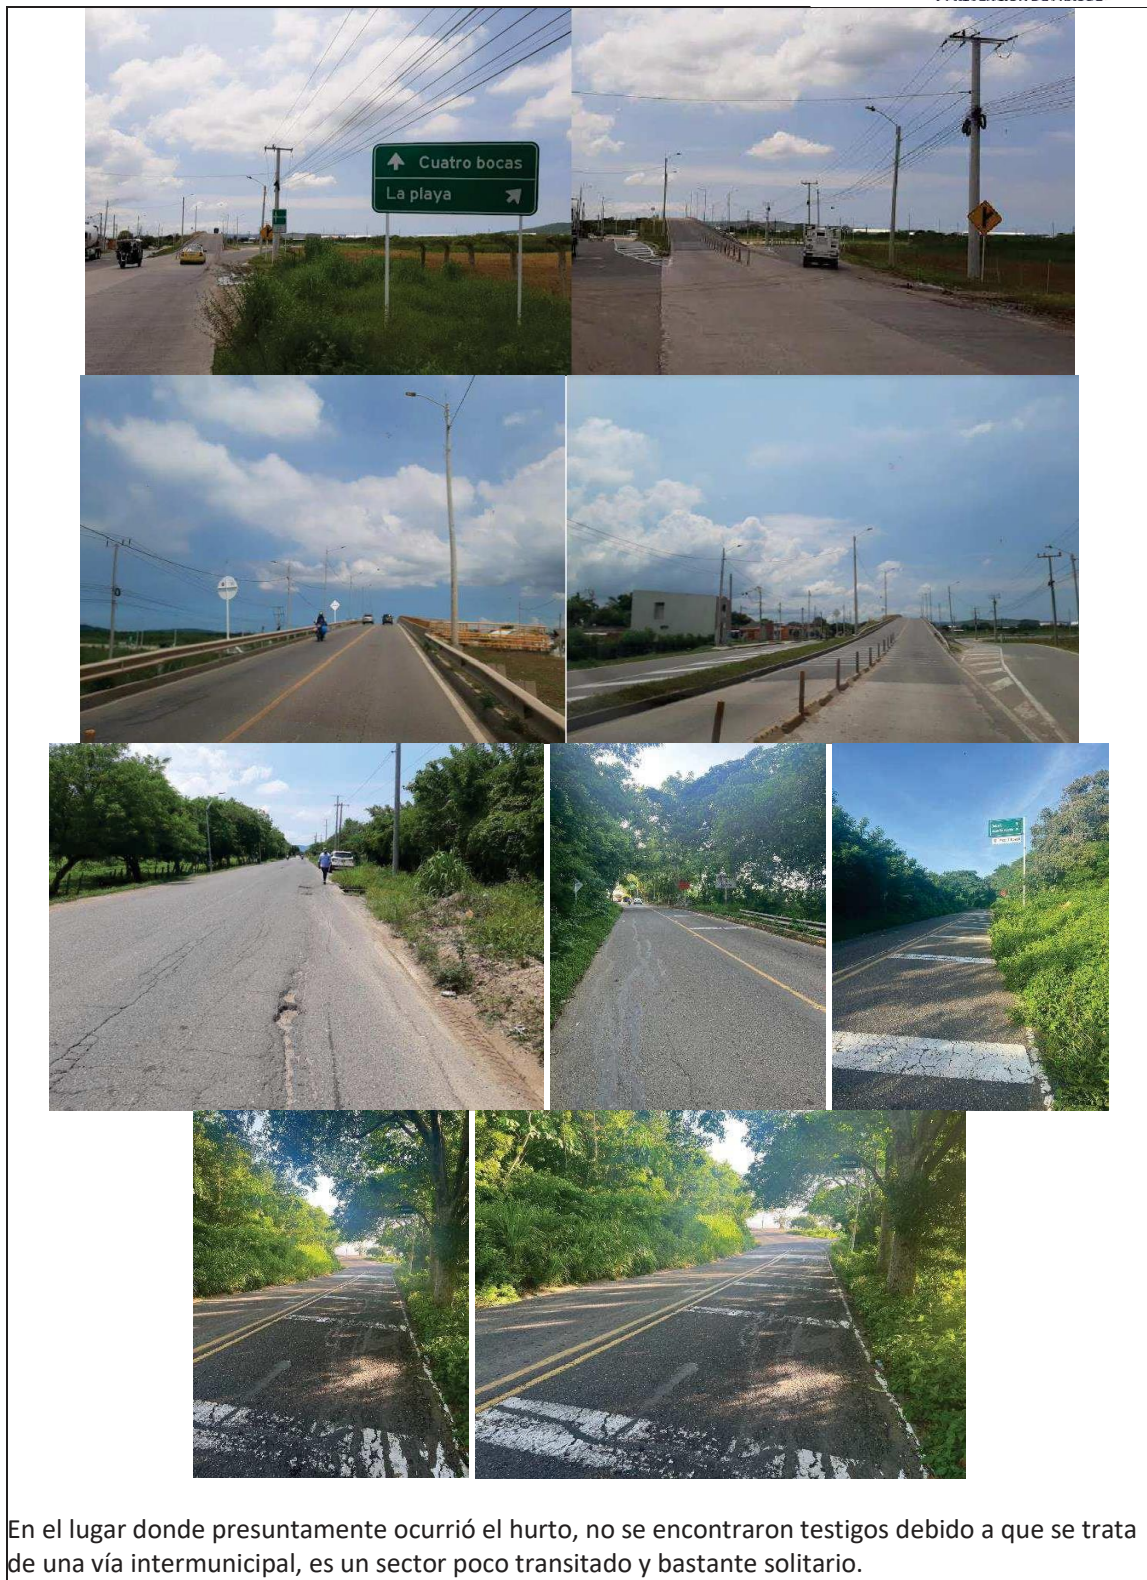 Cuatro bocas
La playa
En el lugar donde presuntamente ocurrió el hurto, no se encontraron testigos debido a que se trata
de una vía intermunicipal, es un sector poco transitado y bastante solitario.